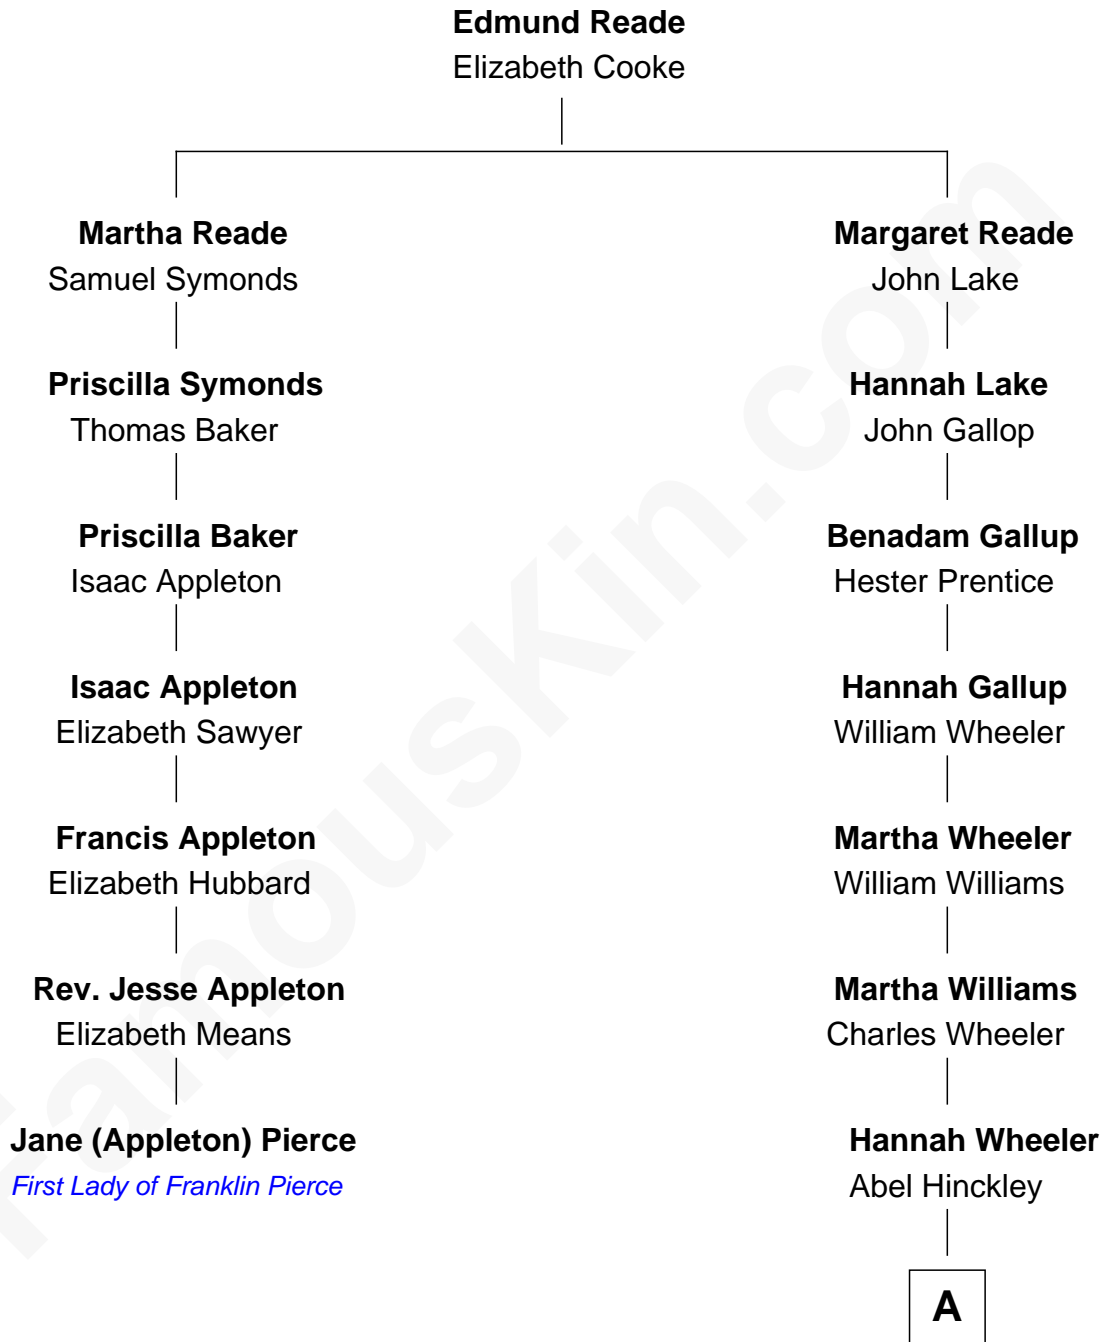 Edmund Reade
Elizabeth Cooke
Martha Reade
Samuel Symonds
Margaret Reade
John Lake
Priscilla Symonds
Thomas Baker
Hannah Lake
John Gallop
Priscilla Baker
Isaac Appleton
Benadam Gallup
Hester Prentice
Isaac Appleton
Elizabeth Sawyer
Hannah Gallup
William Wheeler
Francis Appleton
Elizabeth Hubbard
Martha Wheeler
William Williams
Rev. Jesse Appleton
Elizabeth Means
Martha Williams
Charles Wheeler
Jane (Appleton) Pierce
First Lady of Franklin Pierce
Hannah Wheeler
Abel Hinckley
A
FamousKin.com